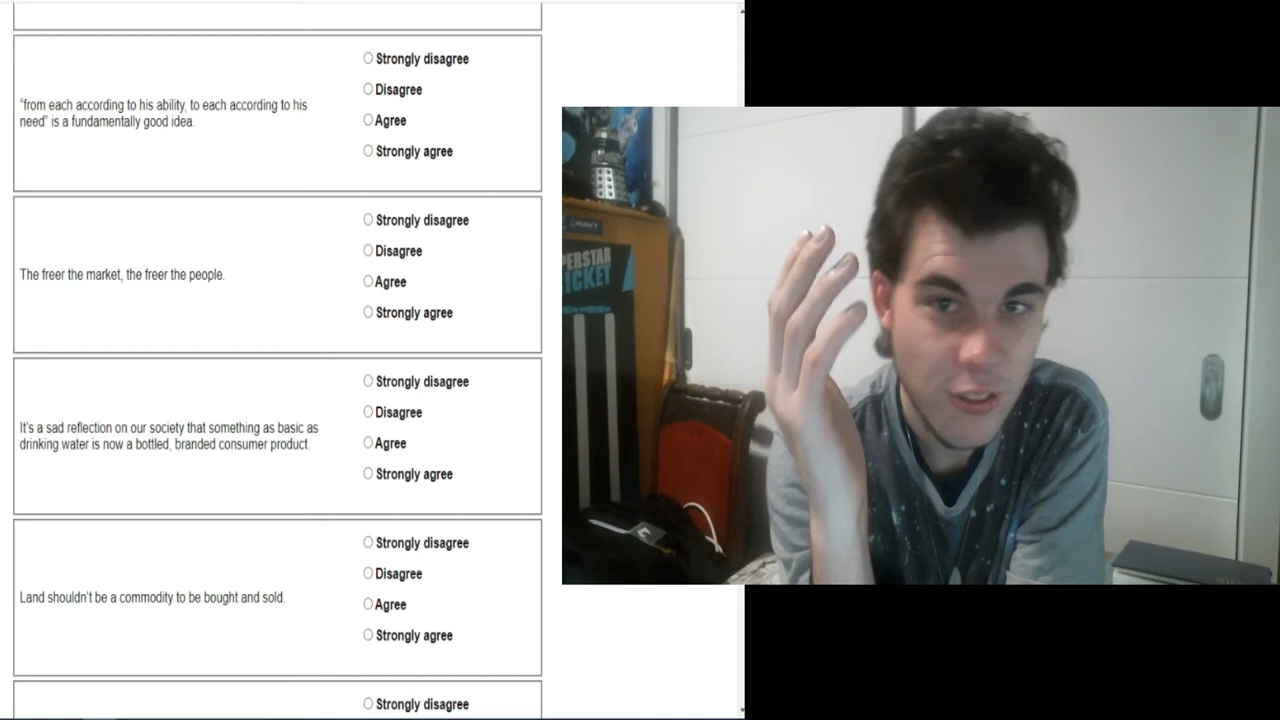 Strongly disagree
Disagree
"from each according to his ability, to each according to his
need" is a fundamentally good idea.
Agree
Strongly agree
Strongly disagree
Disagree
The freer the market, the freer the people.
Agree
Strongly agree
Strongly disagree
Disagree
It's a sad reflection on our society that something as basic as
drinking water is now a bottled, branded consumer product.
Agree
Strongly agree
Strongly disagree
Disagree
Land shouldn't be a commodity to be bought and sold.
Agree
Strongly agree
Strongly disagree